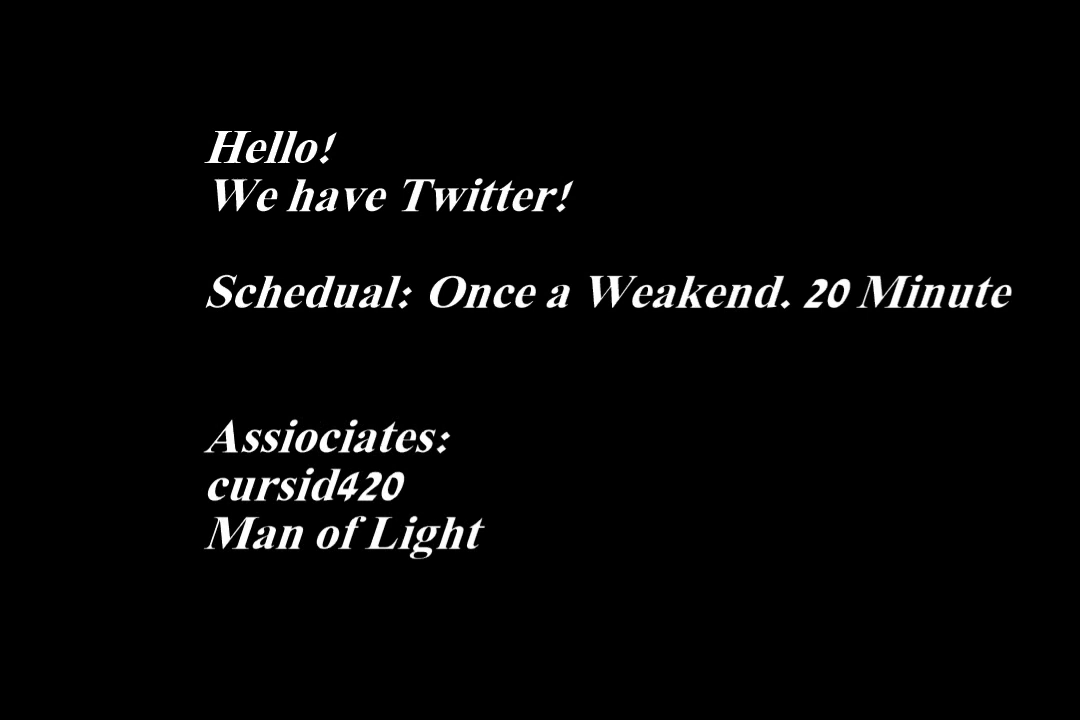 Hello!
We have Twitter!
Schedual: Once a Weakend. 20 Minute
Assiociates:
cursid420
Man of Light